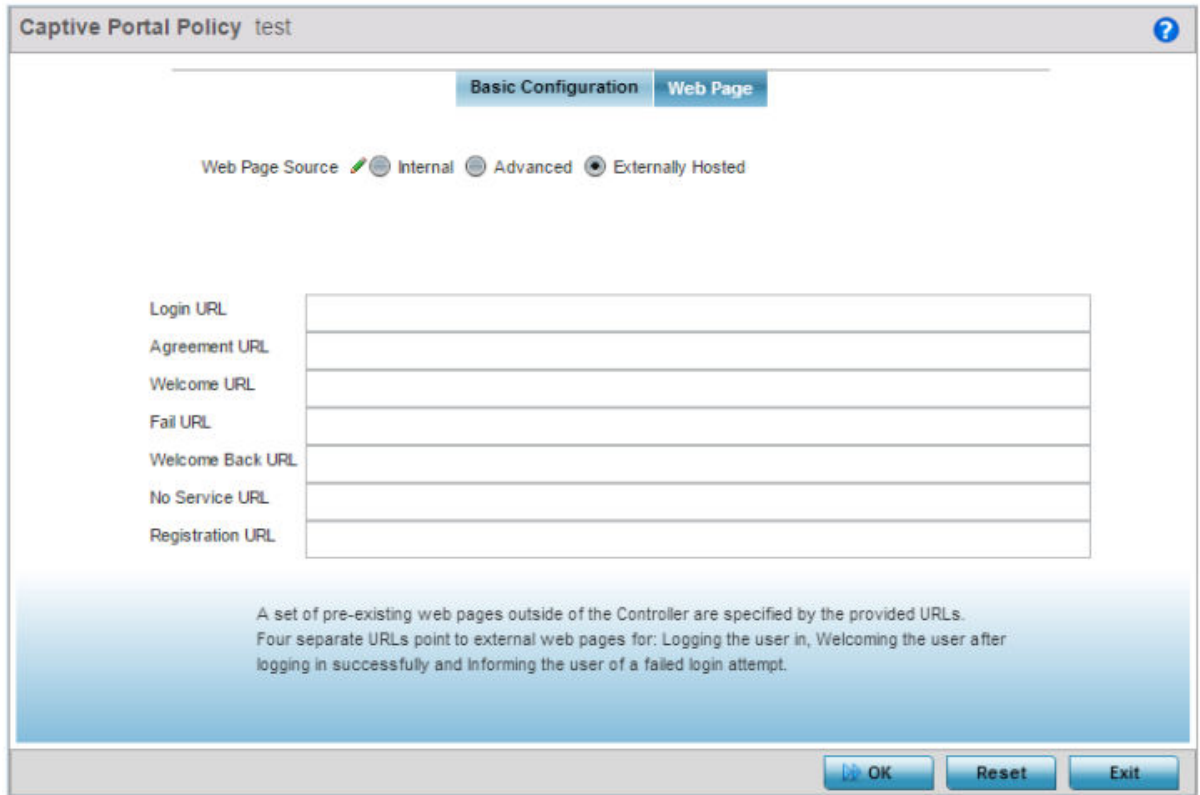 Captive Portal Policy test
?
Basic Configuration Web Page
Web Page Source Internal Advanced Externally Hosted
Login URL
Agreement URL
Welcome URL
Fail URL
Welcome Back URL
No Service URL
Registration URL
A set of pre-existing web pages outside of the Controller are specified by the provided URLs.
Four separate URLs point to external web pages for: Logging the user in, Welcoming the user after
logging in successfully and Informing the user of a failed login attempt.
OK Reset Exit